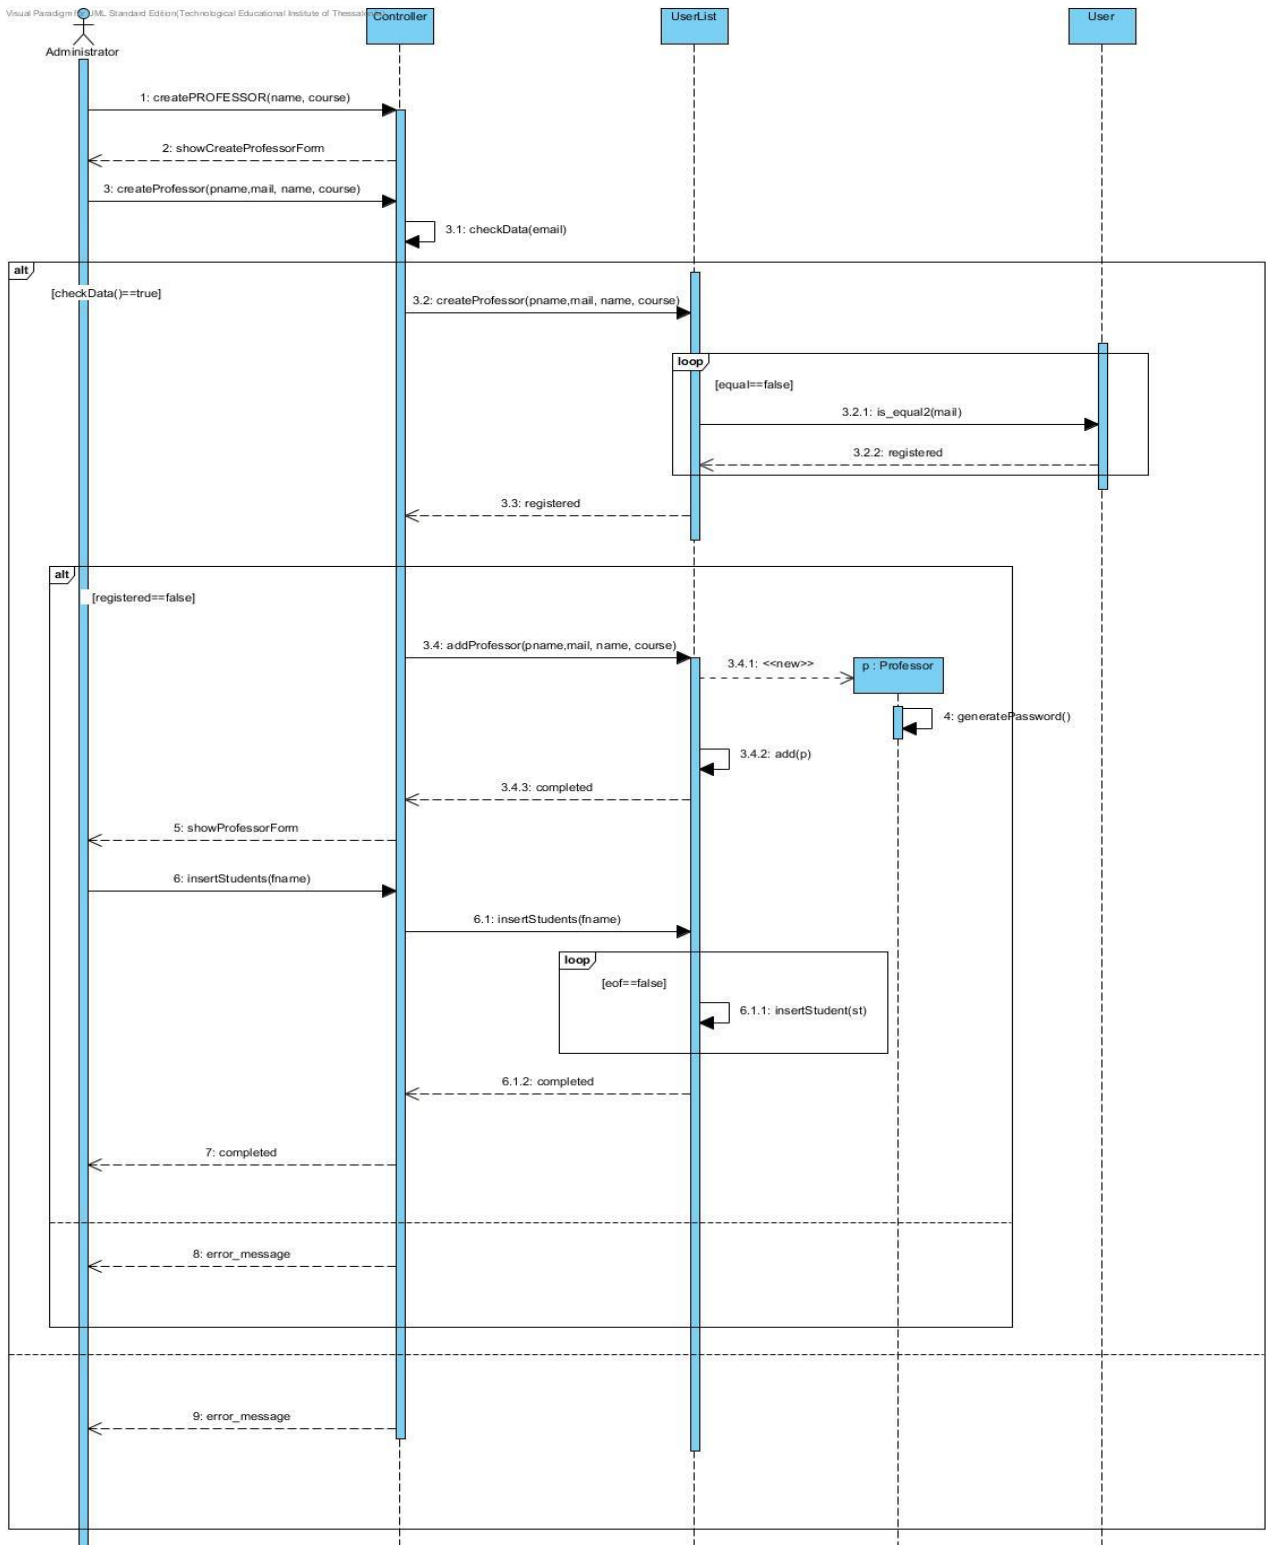 Visual Paradigm for UML Standard Edition(Technological Educational Institute of Thessaloniki)
Controller
UserList
User
Administrator
1: createPROFESSOR(name, course)
2: showCreateProfessorForm
3: createProfessor(pname,mail, name, course)
3.1: checkData(email)
alt
[checkData()==true]
3.2: createProfessor(pname,mail, name, course)
loop
[equal==false]
3.2.1: is_equal2(mail)
3.2.2: registered
3.3: registered
alt
[registered==false]
3.4: addProfessor(pname,mail, name, course)
3.4.1: <<new>>
p : Professor
4: generatePassword()
3.4.2: add(p)
3.4.3: completed
5: showProfessorForm
6: insertStudents(fname)
6.1: insertStudents(fname)
loop
[eof==false]
6.1.1: insertStudent(st)
6.1.2: completed
7: completed
8: error_message
9: error_message